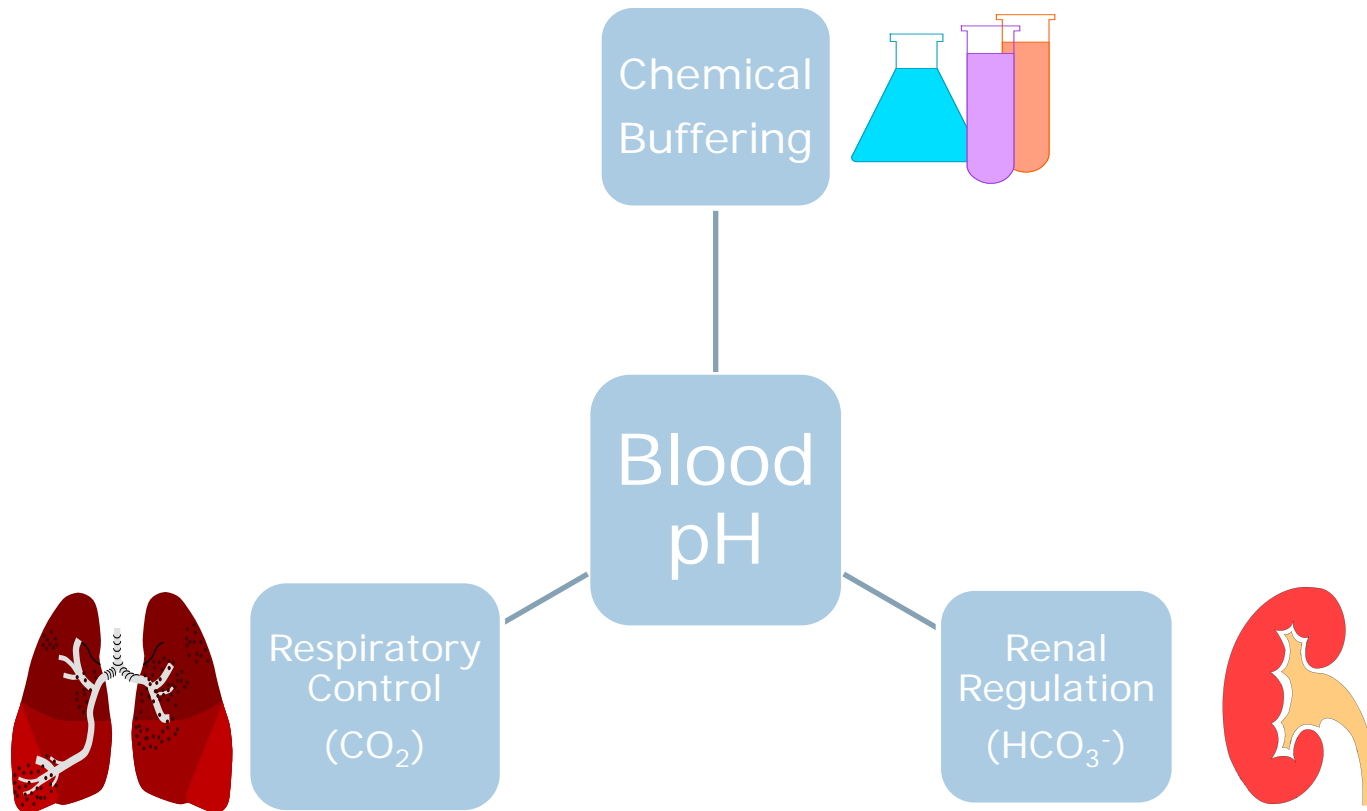 Chemical
Buffering
Blood
pH
Respiratory
Control
(CO₂)
Renal
Regulation
(HCO₃⁻)